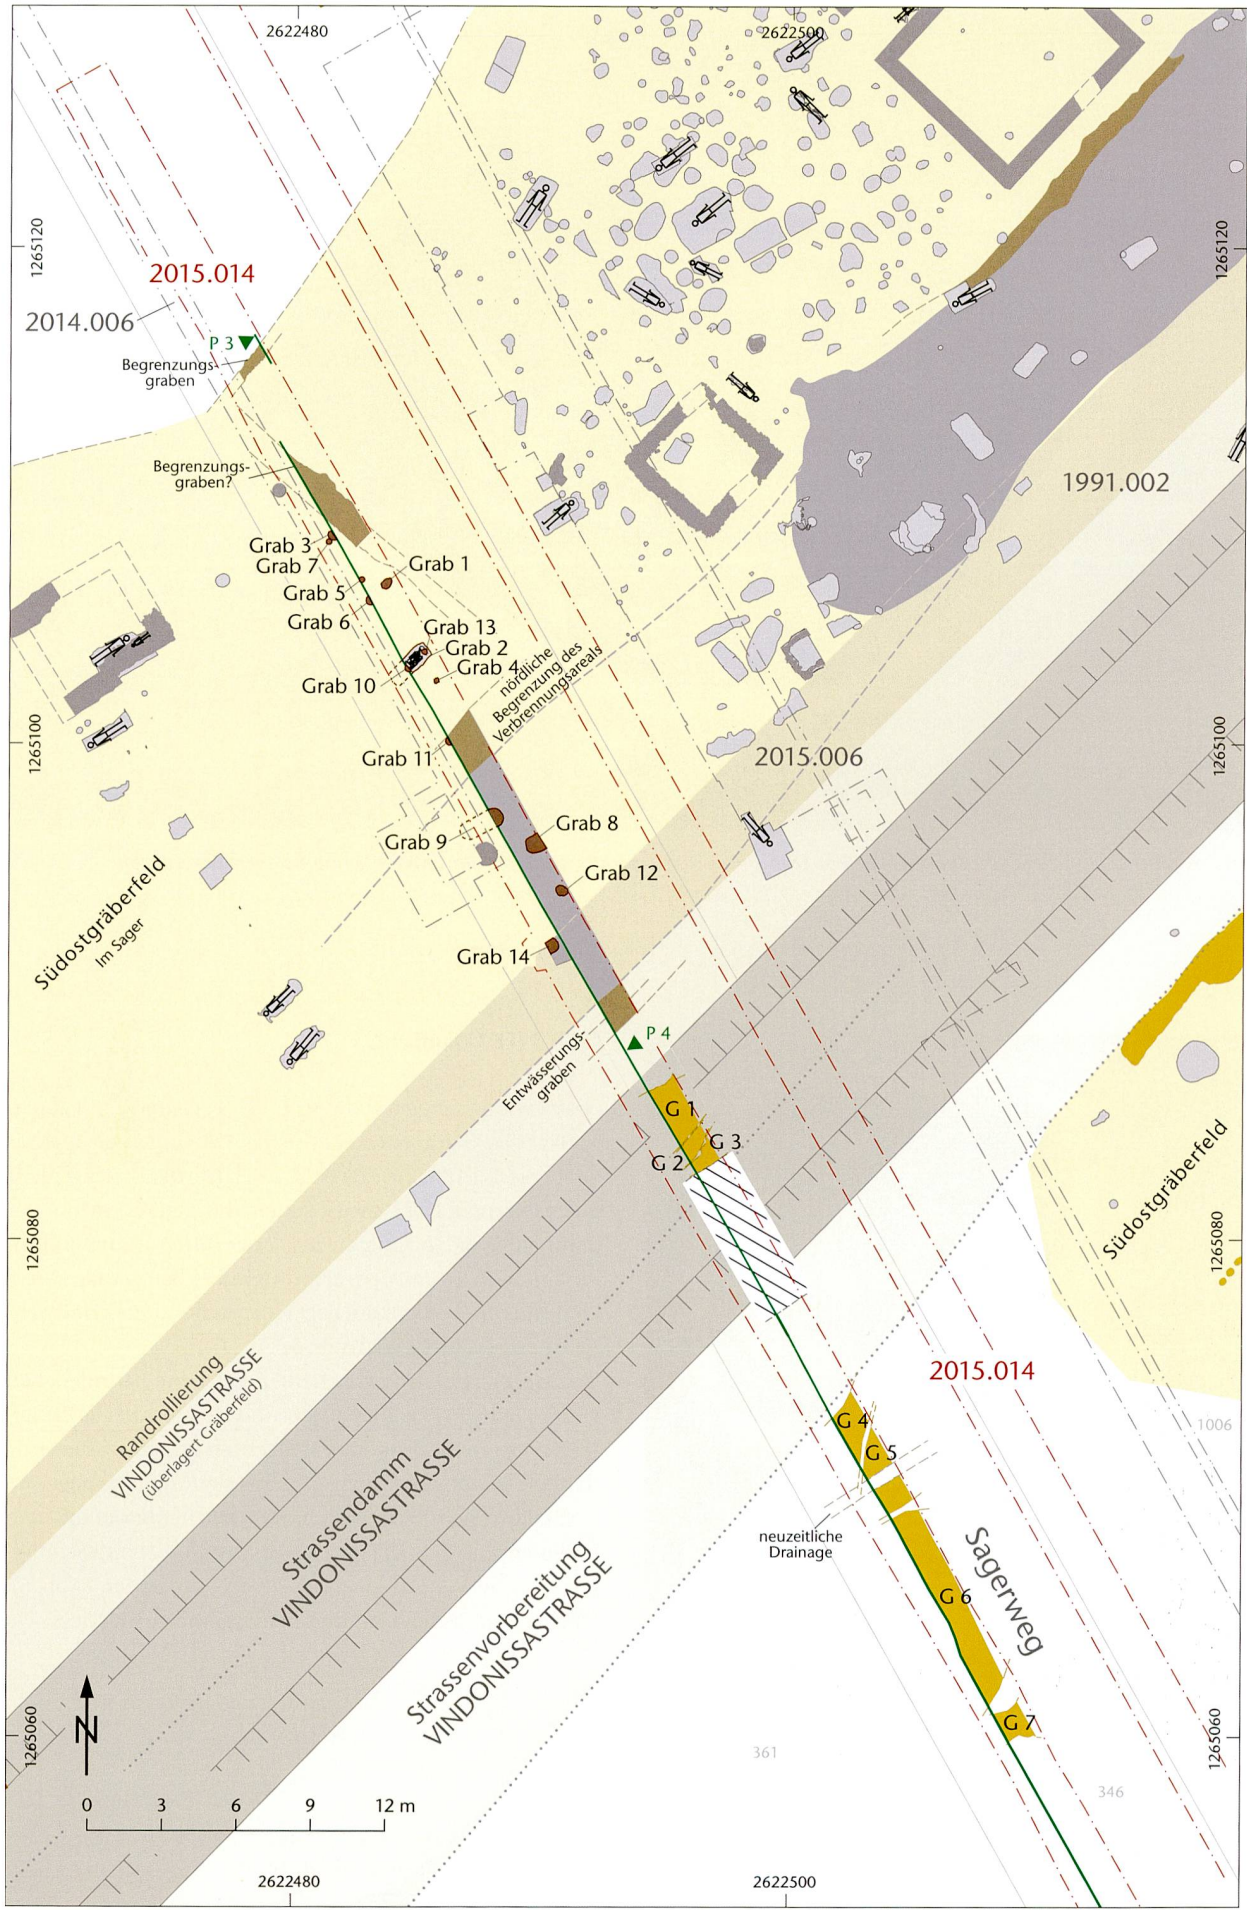 2622480
2622500
1265120
1265120
2015.014
2014.006
P 3
Begrenzungs-
graben
Begrenzungs-
graben?
1991.002
Grab 3
Grab 7
Grab 1
Grab 5
Grab 6
Grab 13
Grab 2
Grab 4
Grab 10
nördliche
Begrenzung des
Verbrennungsareals
1265100
1265100
Grab 11
2015.006
Grab 8
Grab 9
Grab 12
Grab 14
Südostgräberfeld
Im Sager
P 4
Entwässerungs-
graben
G 1
G 3
G 2
Südostgräberfeld
1265080
1265080
Randrollierung
VINDONISSASTRASSE
(überlagert Gräberfeld)
2015.014
G 4
1006
G 5
Strassendamm
VINDONISSASTRASSE
neuzeitliche
Drainage
Strassenvorbereitung
VINDONISSASTRASSE
G 6
Sagerweg
G 7
1265060
1265060
N
361
346
0 3 6 9 12 m
2622480
2622500